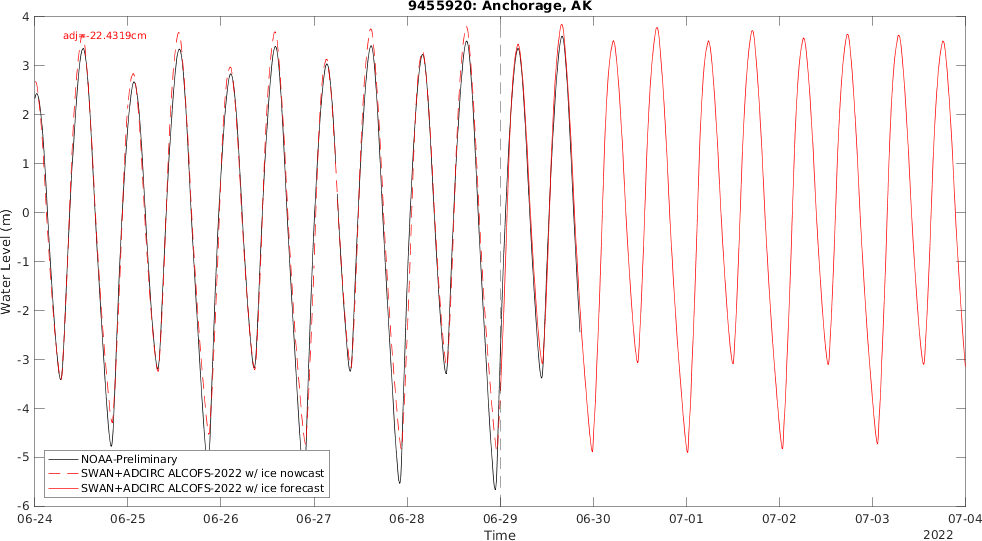 9455920: Anchorage, AK
adj=-22.4319cm
Water Level (m)
4
3
2
1
0
-1
-2
-3
-4
-5
-6
NOAA-Preliminary
SWAN+ADCIRC ALCOFS-2022 w/ ice nowcast
SWAN+ADCIRC ALCOFS-2022 w/ ice forecast
06-24 06-25 06-26 06-27 06-28 06-29 06-30 07-01 07-02 07-03 07-04
Time
2022